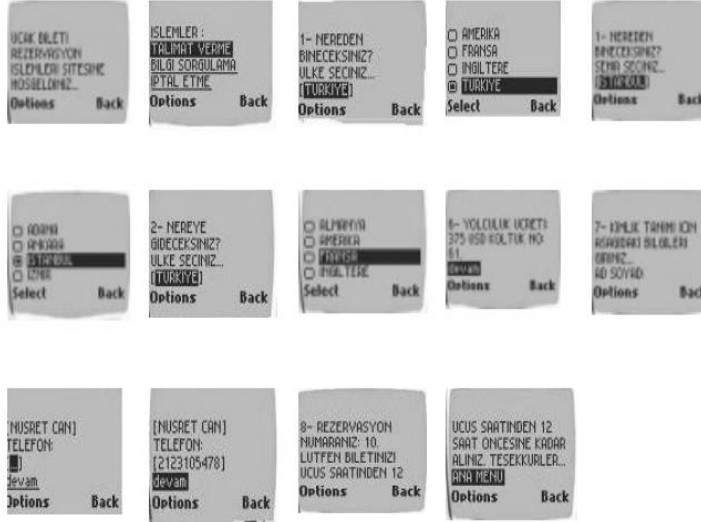 UCAK BILETI
REZERVASYON
ISLEMLERI SITESINE
HOSGELDINIZ...
Options Back
ISLEMLER :
TALIMAT VERME
BILGI SORGULAMA
IPTAL ETME
Options Back
1- NEREDEN
BINECEKSINIZ?
ULKE SECINIZ...
[TURKIYE]
Options Back
AMERIKA
FRANSA
INGILTERE
TURKIYE
Select Back
1- NEREDEN
BINECEKSINIZ?
SEHIR SECINIZ...
[ISTANBUL]
Options Back
ADANA
ANKARA
ISTANBUL
IZMIR
Select Back
2- NEREYE
GIDECEKSINIZ?
ULKE SECINIZ...
[TURKIYE]
Options Back
ALMANYA
AMERIKA
FRANSA
INGILTERE
Select Back
6- YOLCULUK UCRETI:
375 USD KOLTUK NO:
61.
devam
Options Back
7- KIMLIK TANIMI ICIN
ASAGIDAKI BILGILERI
GIRINIZ...
AD SOYAD:
Options Back
[NUSRET CAN]
TELEFON:
[...]
devam
Options Back
[NUSRET CAN]
TELEFON:
[2123105478]
devam
Options Back
8- REZERVASYON
NUMARANIZ: 10.
LUTFEN BILETINIZI
UCUS SAATINDEN 12
Options Back
UCUS SAATINDEN 12
SAAT ONCESINE KADAR
ALINIZ. TESEKKURLER...
ANA MENU
Options Back